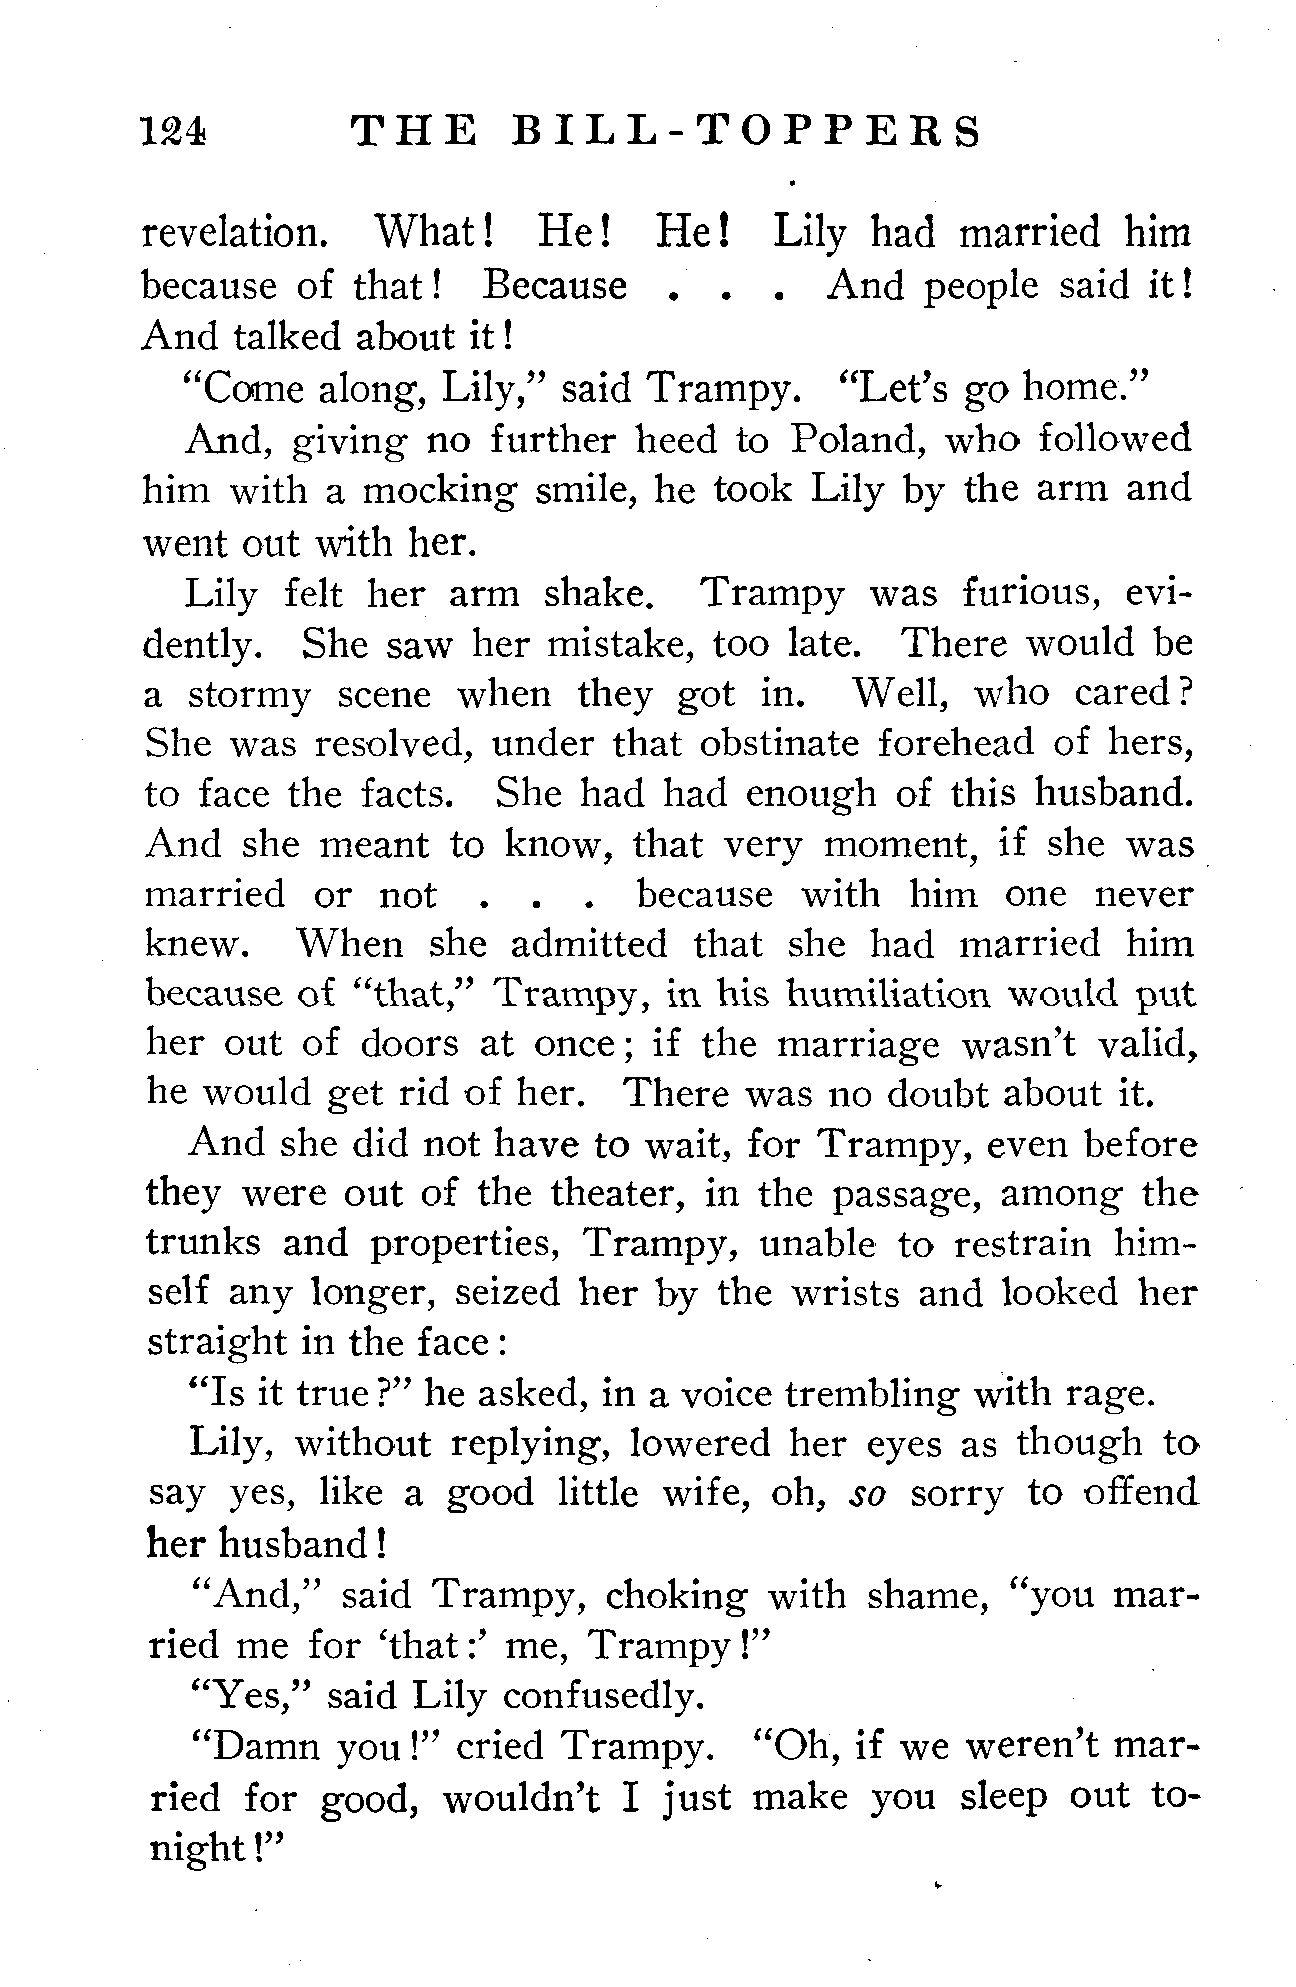 124 THE BILL-TOPPERS
revelation. What! He! He! Lily had married him
because of that! Because . . . And people said it!
And talked about it!
"Come along, Lily," said Trampy. "Let's go home."
And, giving no further heed to Poland, who followed
him with a mocking smile, he took Lily by the arm and
went out with her.
Lily felt her arm shake. Trampy was furious, evi-
dently. She saw her mistake, too late. There would be
a stormy scene when they got in. Well, who cared?
She was resolved, under that obstinate forehead of hers,
to face the facts. She had had enough of this husband.
And she meant to know, that very moment, if she was
married or not . . . because with him one never
knew. When she admitted that she had married him
because of "that," Trampy, in his humiliation would put
her out of doors at once; if the marriage wasn't valid,
he would get rid of her. There was no doubt about it.
And she did not have to wait, for Trampy, even before
they were out of the theater, in the passage, among the
trunks and properties, Trampy, unable to restrain him-
self any longer, seized her by the wrists and looked her
straight in the face:
"Is it true?" he asked, in a voice trembling with rage.
Lily, without replying, lowered her eyes as though to
say yes, like a good little wife, oh, so sorry to offend
her husband!
"And," said Trampy, choking with shame, "you mar-
ried me for 'that:' me, Trampy!"
"Yes," said Lily confusedly.
"Damn you!" cried Trampy. "Oh, if we weren't mar-
ried for good, wouldn't I just make you sleep out to-
night!"